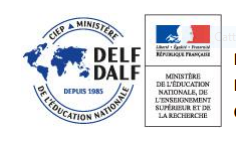 CIEP ▲ MINISTÈRE
DE L'ÉDUCATION NATIONALE
DELF
DALF
DEPUIS 1985
Liberté • Égalité • Fraternité
RÉPUBLIQUE FRANÇAISE
MINISTÈRE
DE L'ÉDUCATION
NATIONALE, DE
L'ENSEIGNEMENT
SUPÉRIEUR ET DE
LA RECHERCHE